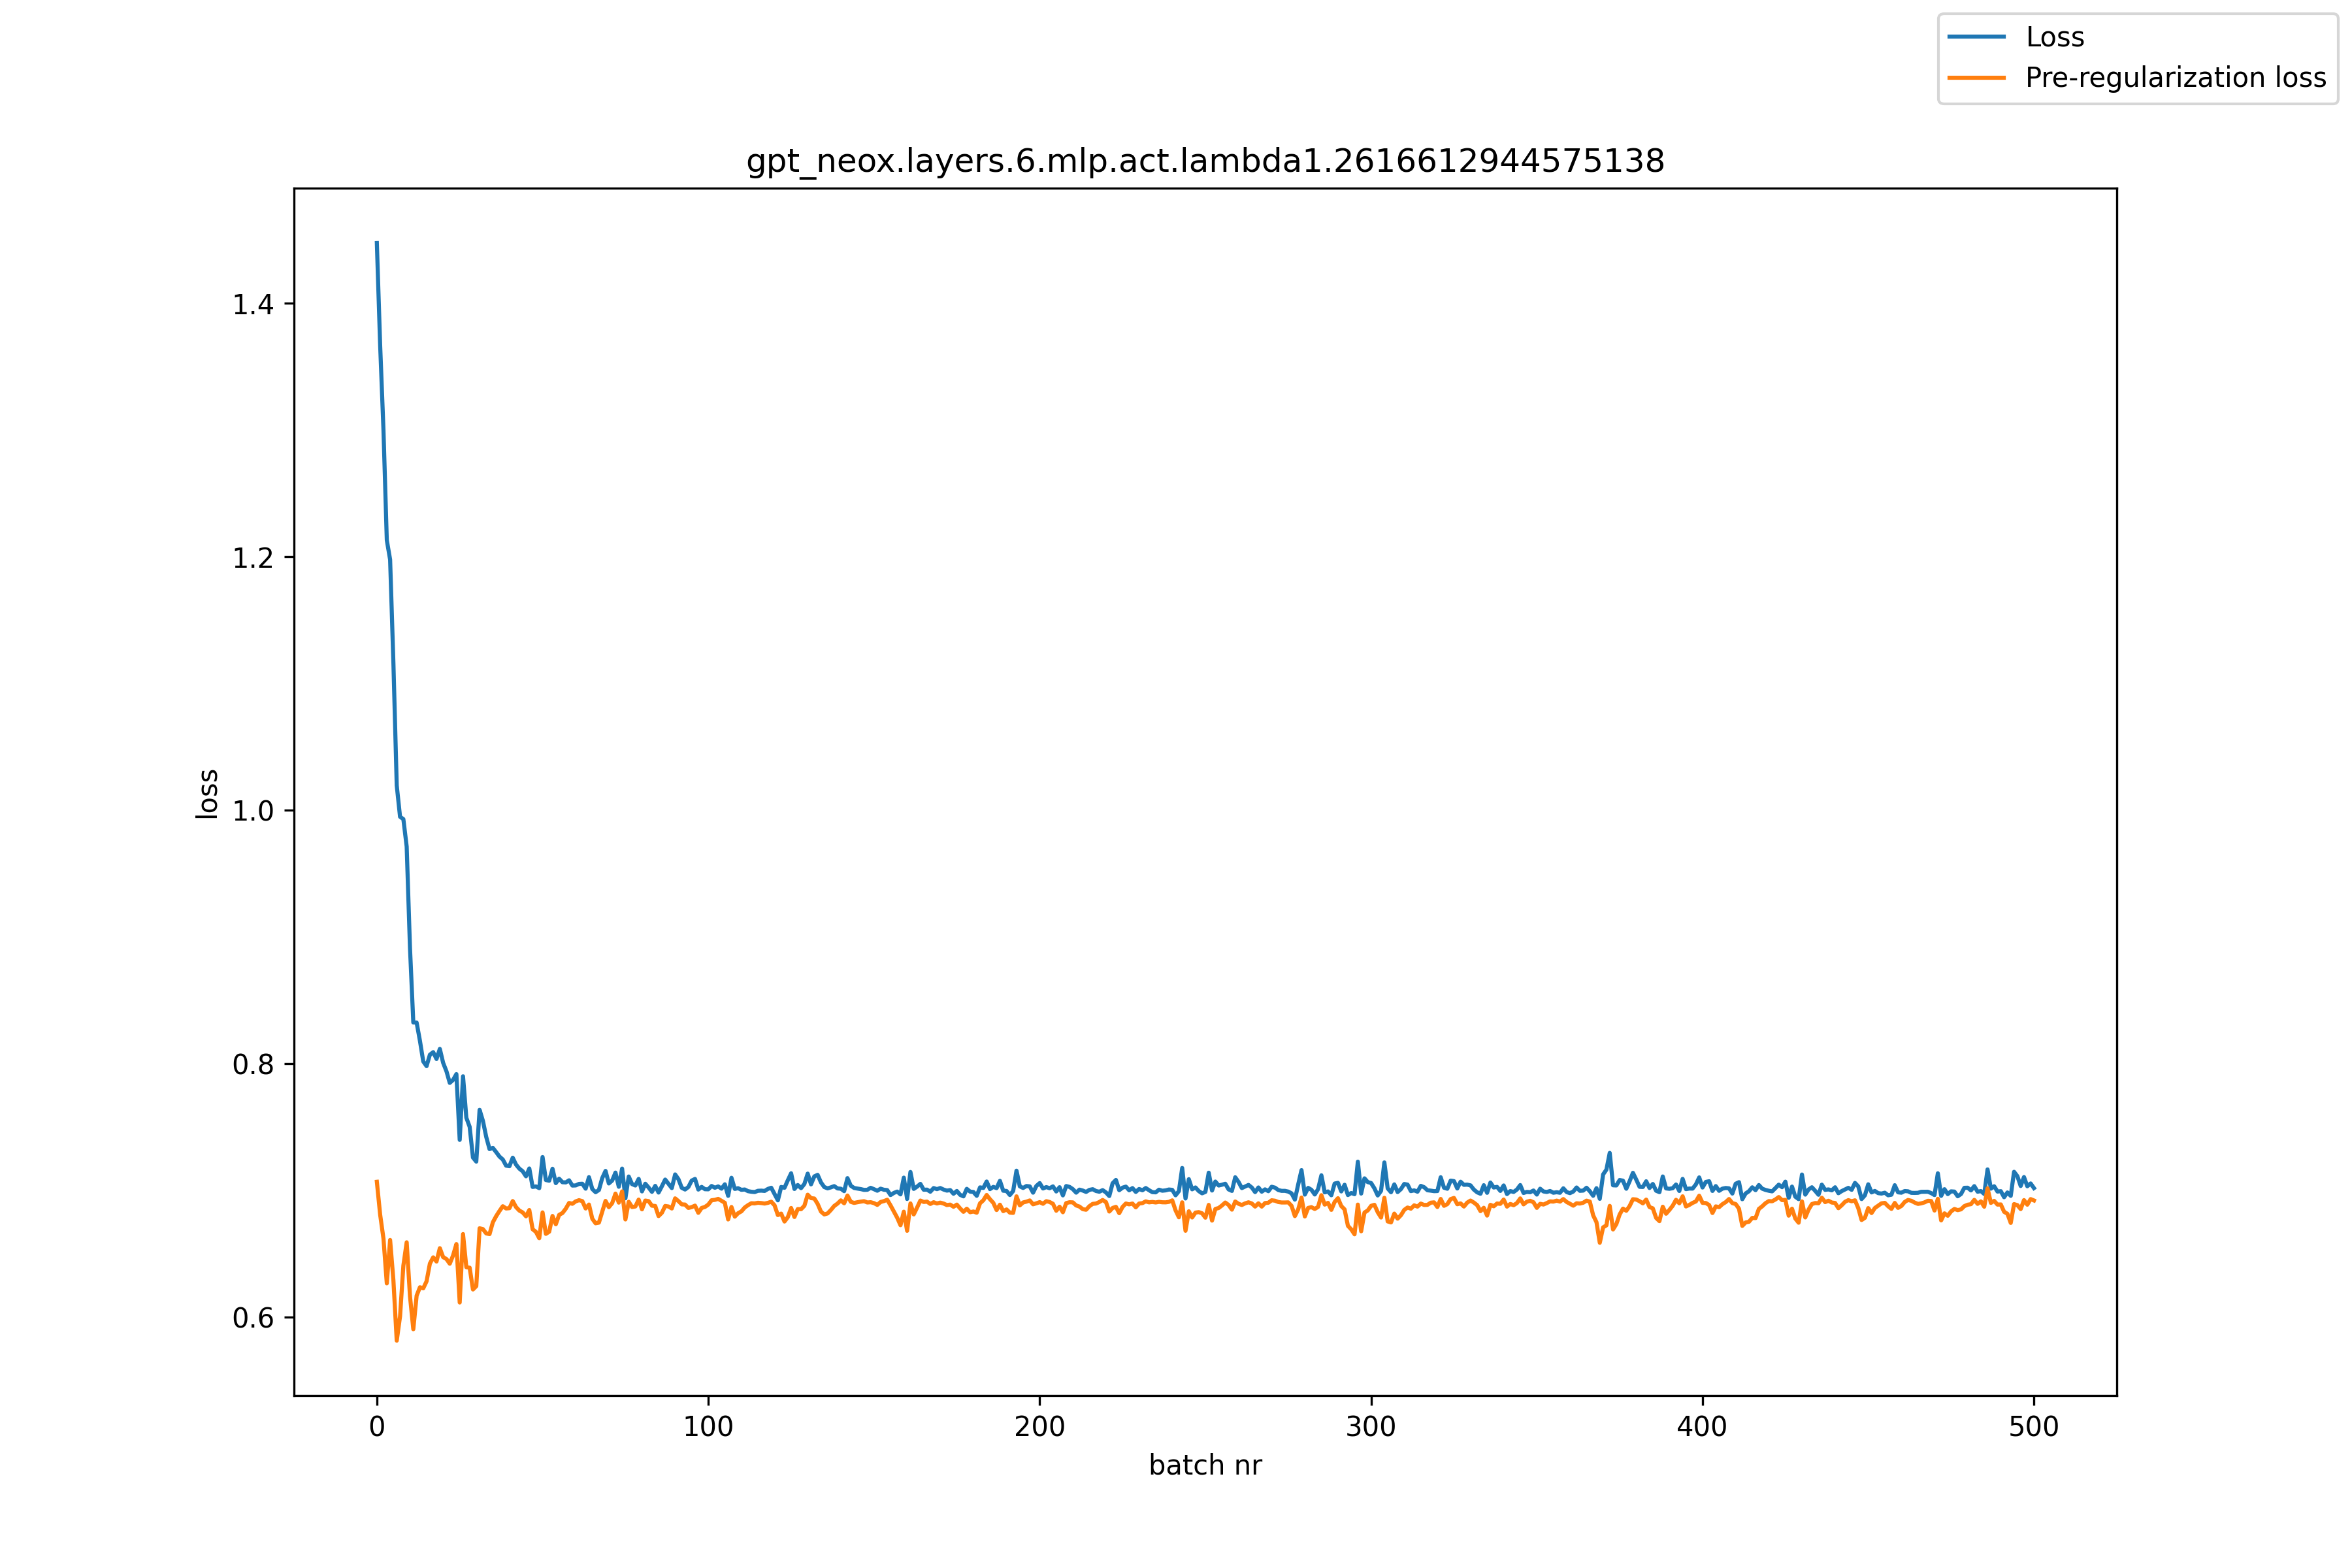 Loss
Pre-regularization loss
gpt_neox.layers.6.mlp.act.lambda1.2616612944575138
1.4
1.2
1.0
0.8
0.6
loss
0
100
200
300
400
500
batch nr